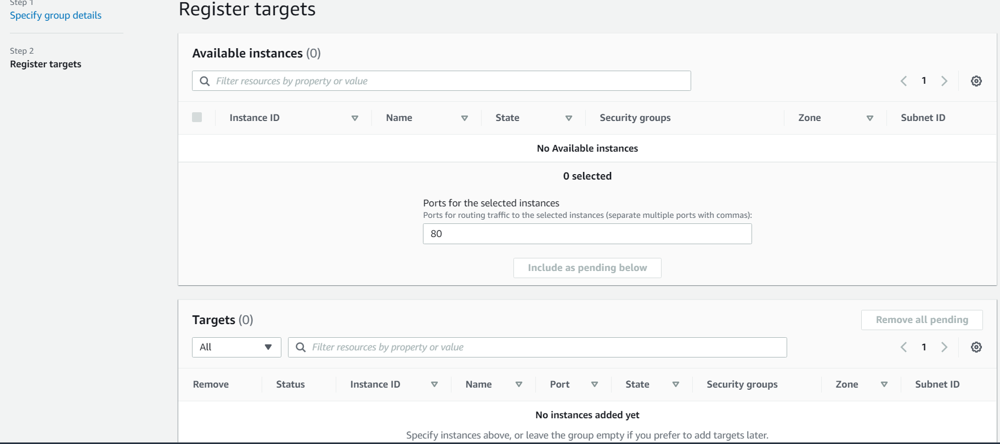 Step 1
Specify group details
Step 2
Register targets
Register targets
Available instances (0)
Filter resources by property or value
1
Instance ID Name State Security groups Zone Subnet ID
No Available instances
0 selected
Ports for the selected instances
Ports for routing traffic to the selected instances (separate multiple ports with commas):
80
Include as pending below
Targets (0)
Remove all pending
All Filter resources by property or value
1
Remove Status Instance ID Name Port State Security groups Zone Subnet ID
No instances added yet
Specify instances above, or leave the group empty if you prefer to add targets later.